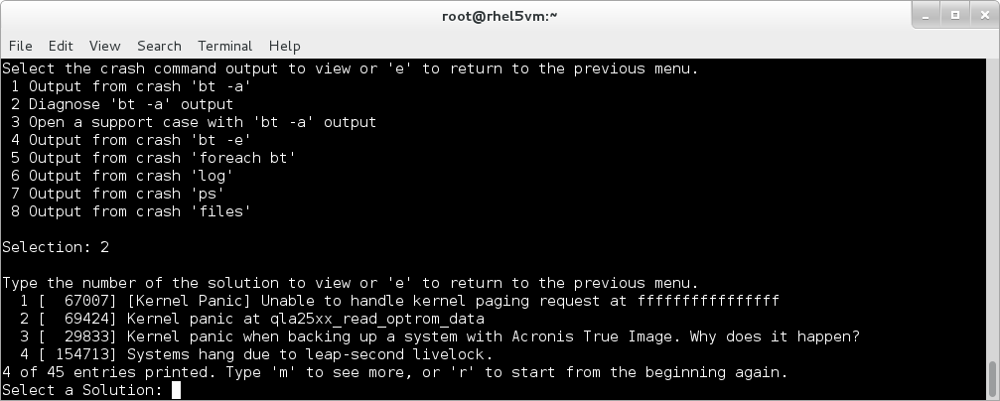 root@rhel5vm:~
File Edit View Search Terminal Help
Select the crash command output to view or 'e' to return to the previous menu.
 1 Output from crash 'bt -a'
 2 Diagnose 'bt -a' output
 3 Open a support case with 'bt -a' output
 4 Output from crash 'bt -e'
 5 Output from crash 'foreach bt'
 6 Output from crash 'log'
 7 Output from crash 'ps'
 8 Output from crash 'files'

Selection: 2

Type the number of the solution to view or 'e' to return to the previous menu.
  1 [  67007] [Kernel Panic] Unable to handle kernel paging request at ffffffffffffffff
  2 [  69424] Kernel panic at qla25xx_read_optrom_data
  3 [  29833] Kernel panic when backing up a system with Acronis True Image. Why does it happen?
  4 [ 154713] Systems hang due to leap-second livelock.
4 of 45 entries printed. Type 'm' to see more, or 'r' to start from the beginning again.
Select a Solution: